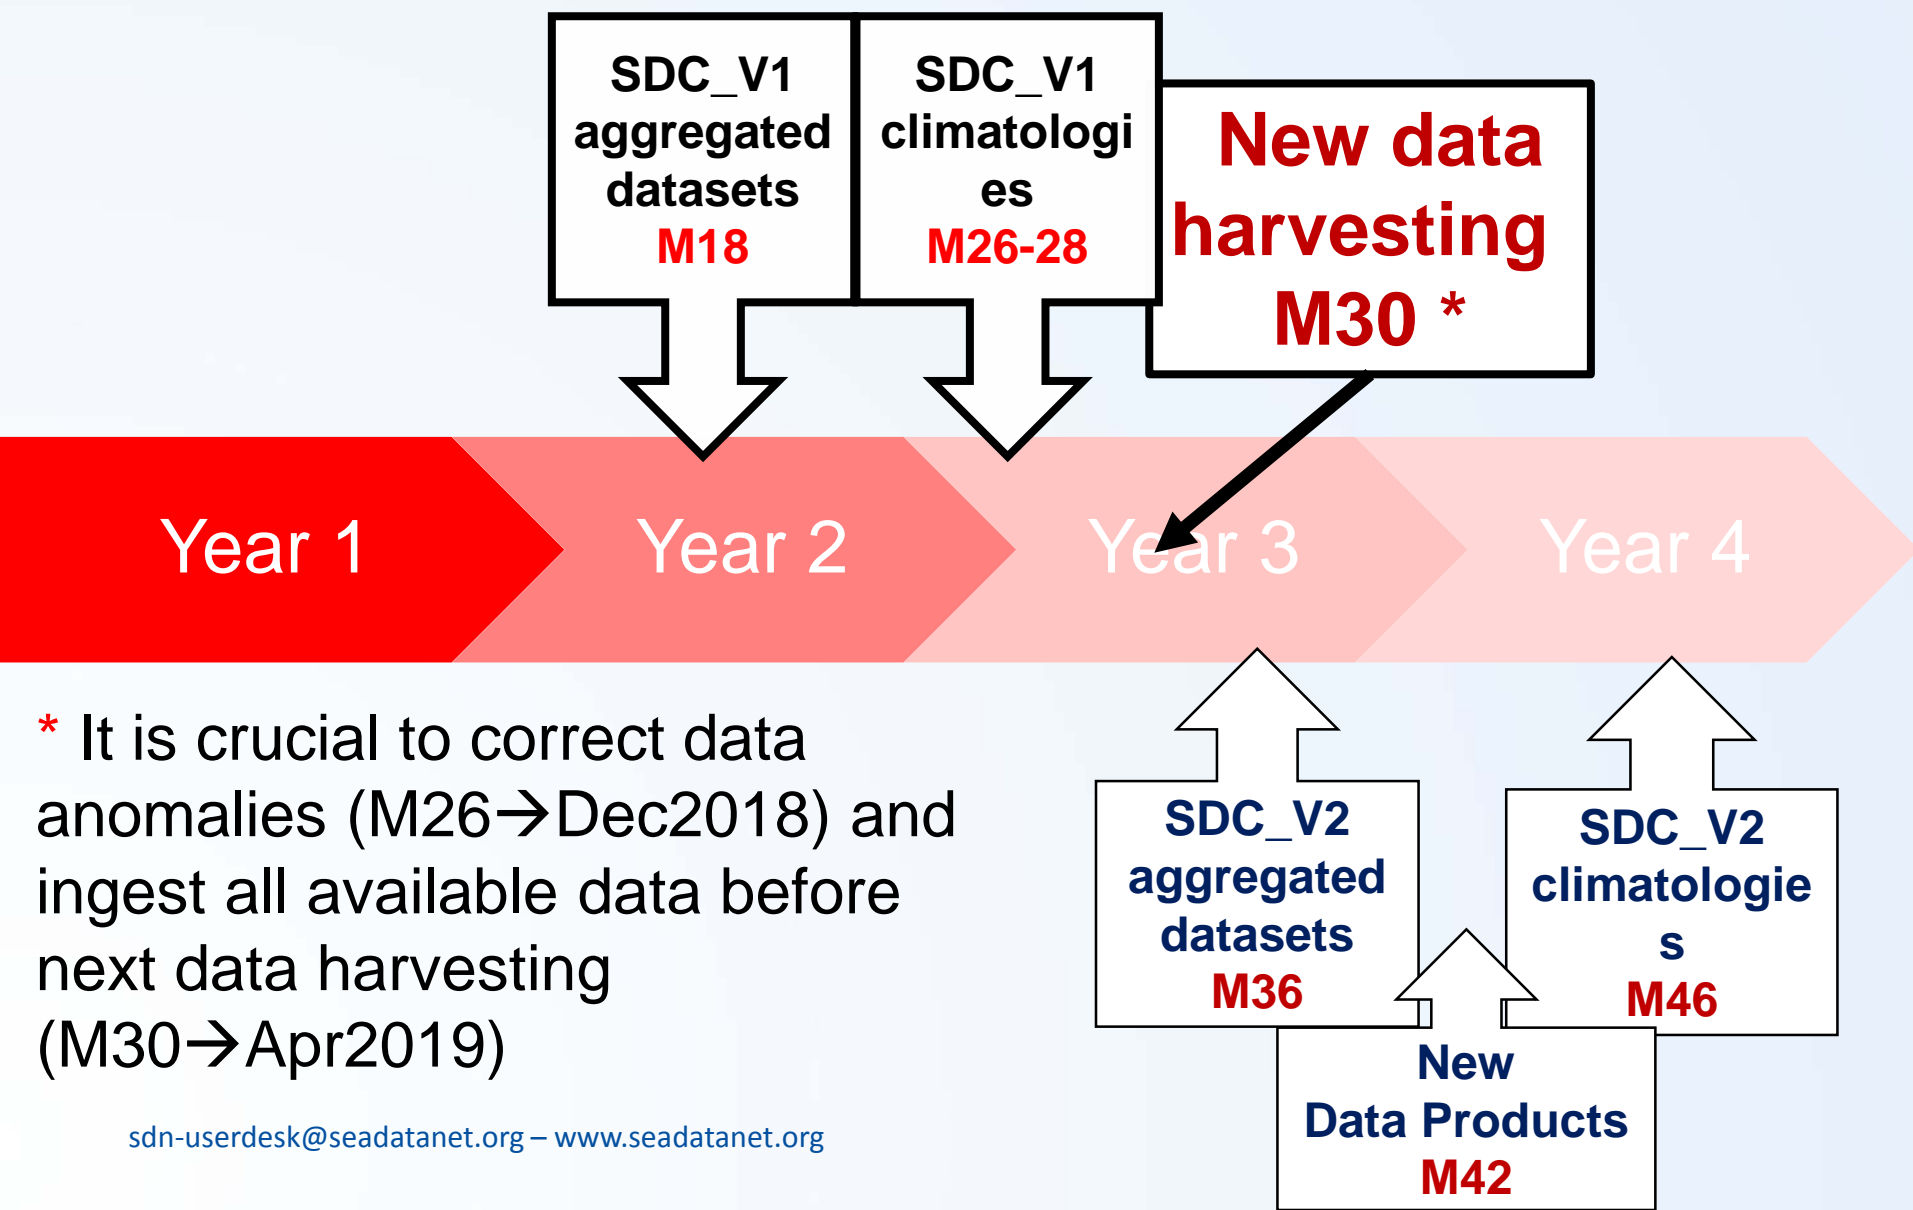 SDC_V1
aggregated
datasets
M18
SDC_V1
climatologi
es
M26-28
New data
harvesting
M30 *
Year 1
Year 2
Year 3
Year 4
* It is crucial to correct data
anomalies (M26→Dec2018) and
ingest all available data before
next data harvesting
(M30→Apr2019)
SDC_V2
aggregated
datasets
M36
SDC_V2
climatologie
s
M46
New
Data Products
M42
sdn-userdesk@seadatanet.org – www.seadatanet.org